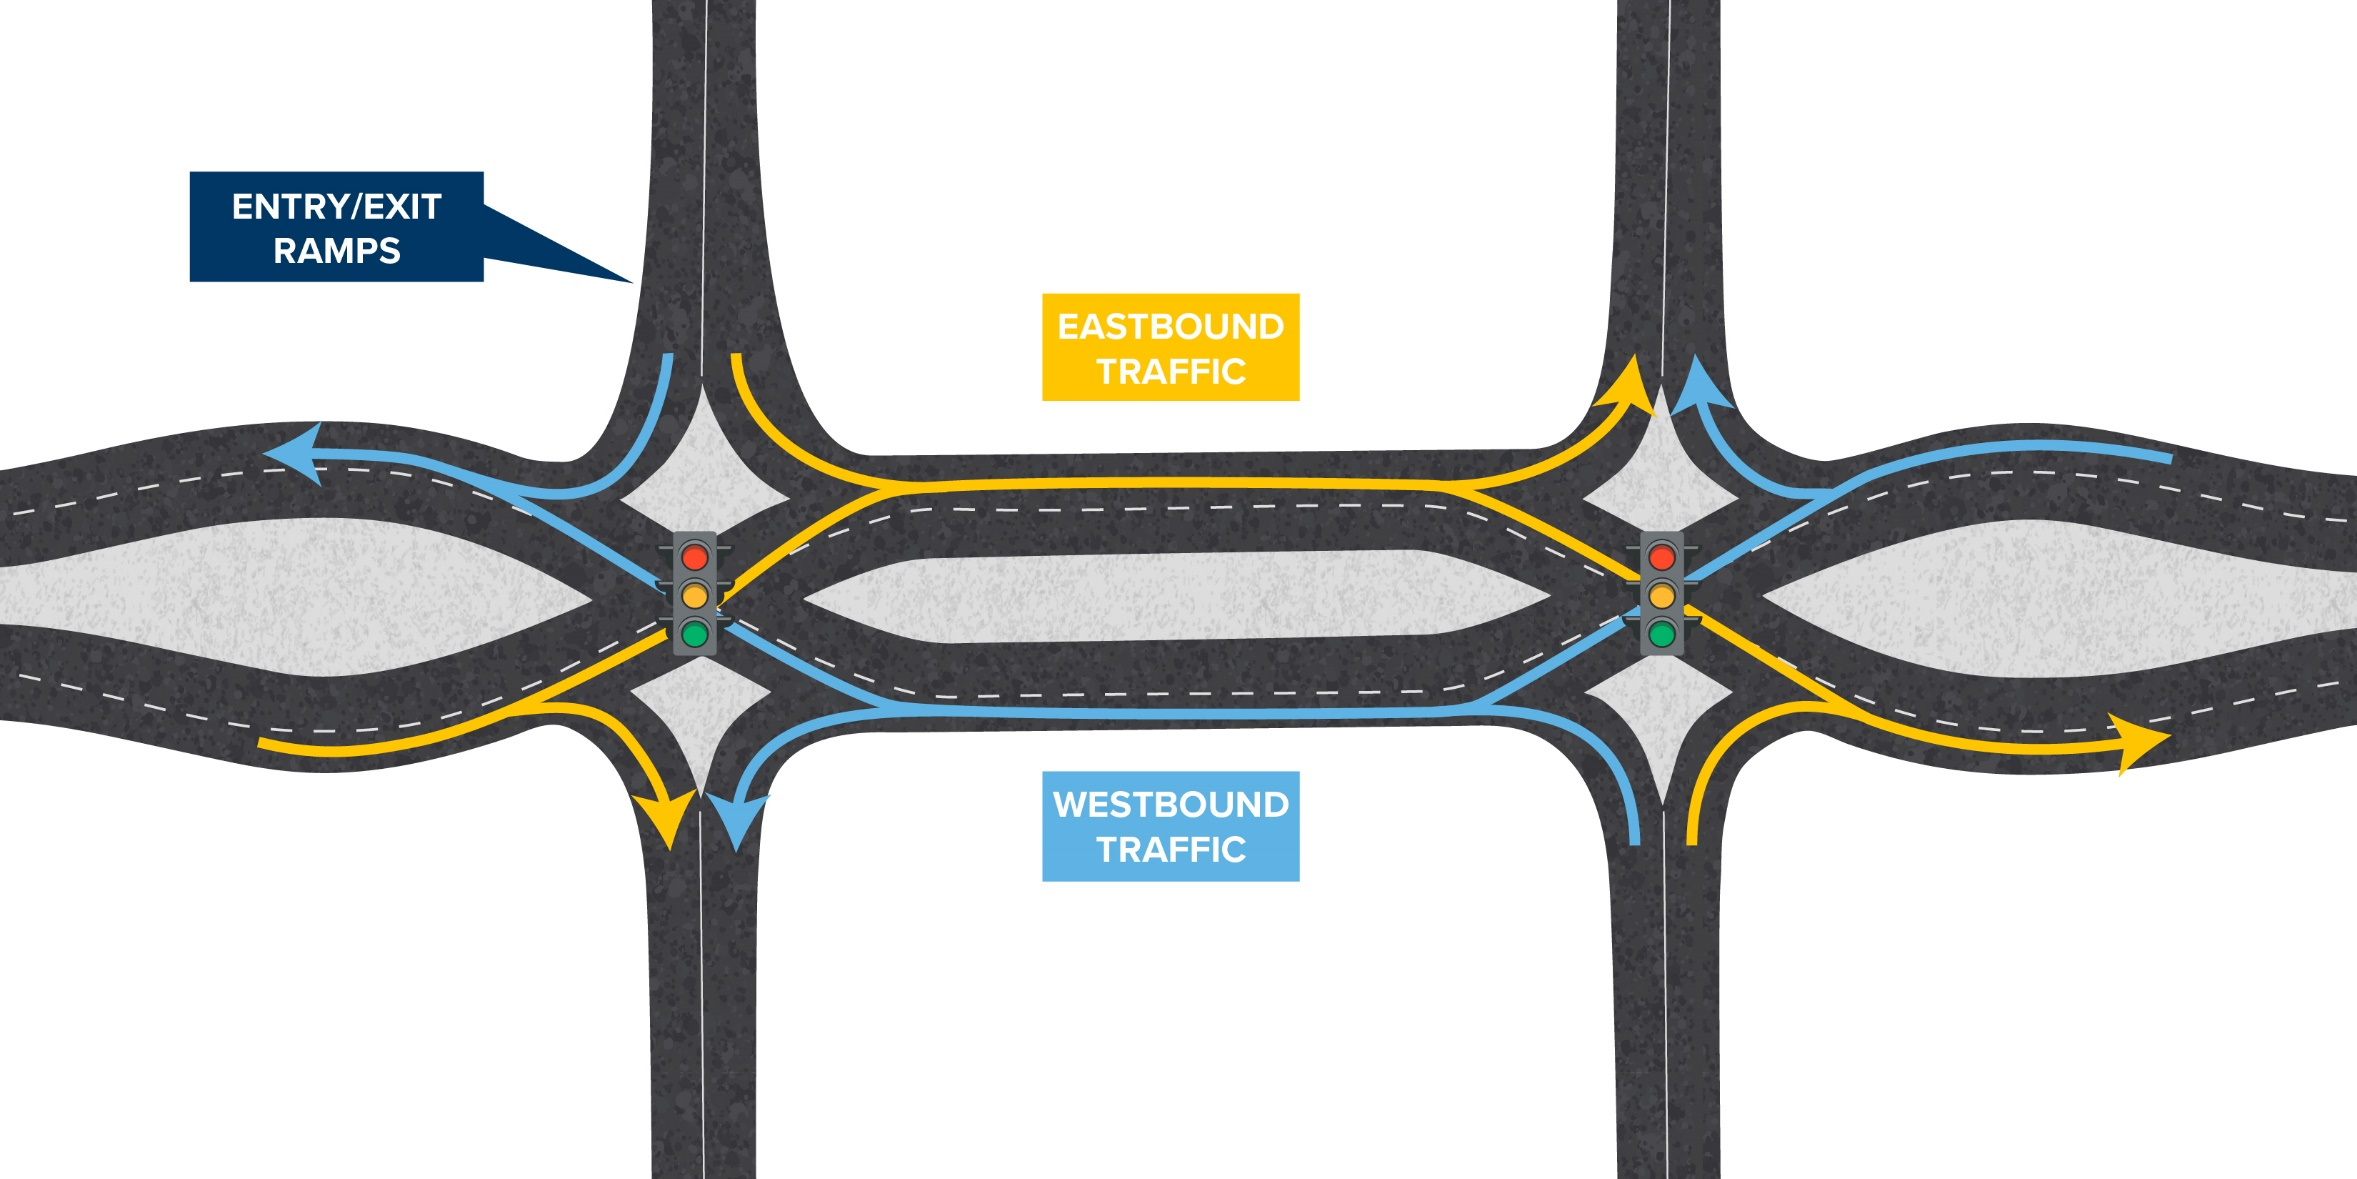 ENTRY/EXIT
RAMPS
EASTBOUND
TRAFFIC
WESTBOUND
TRAFFIC